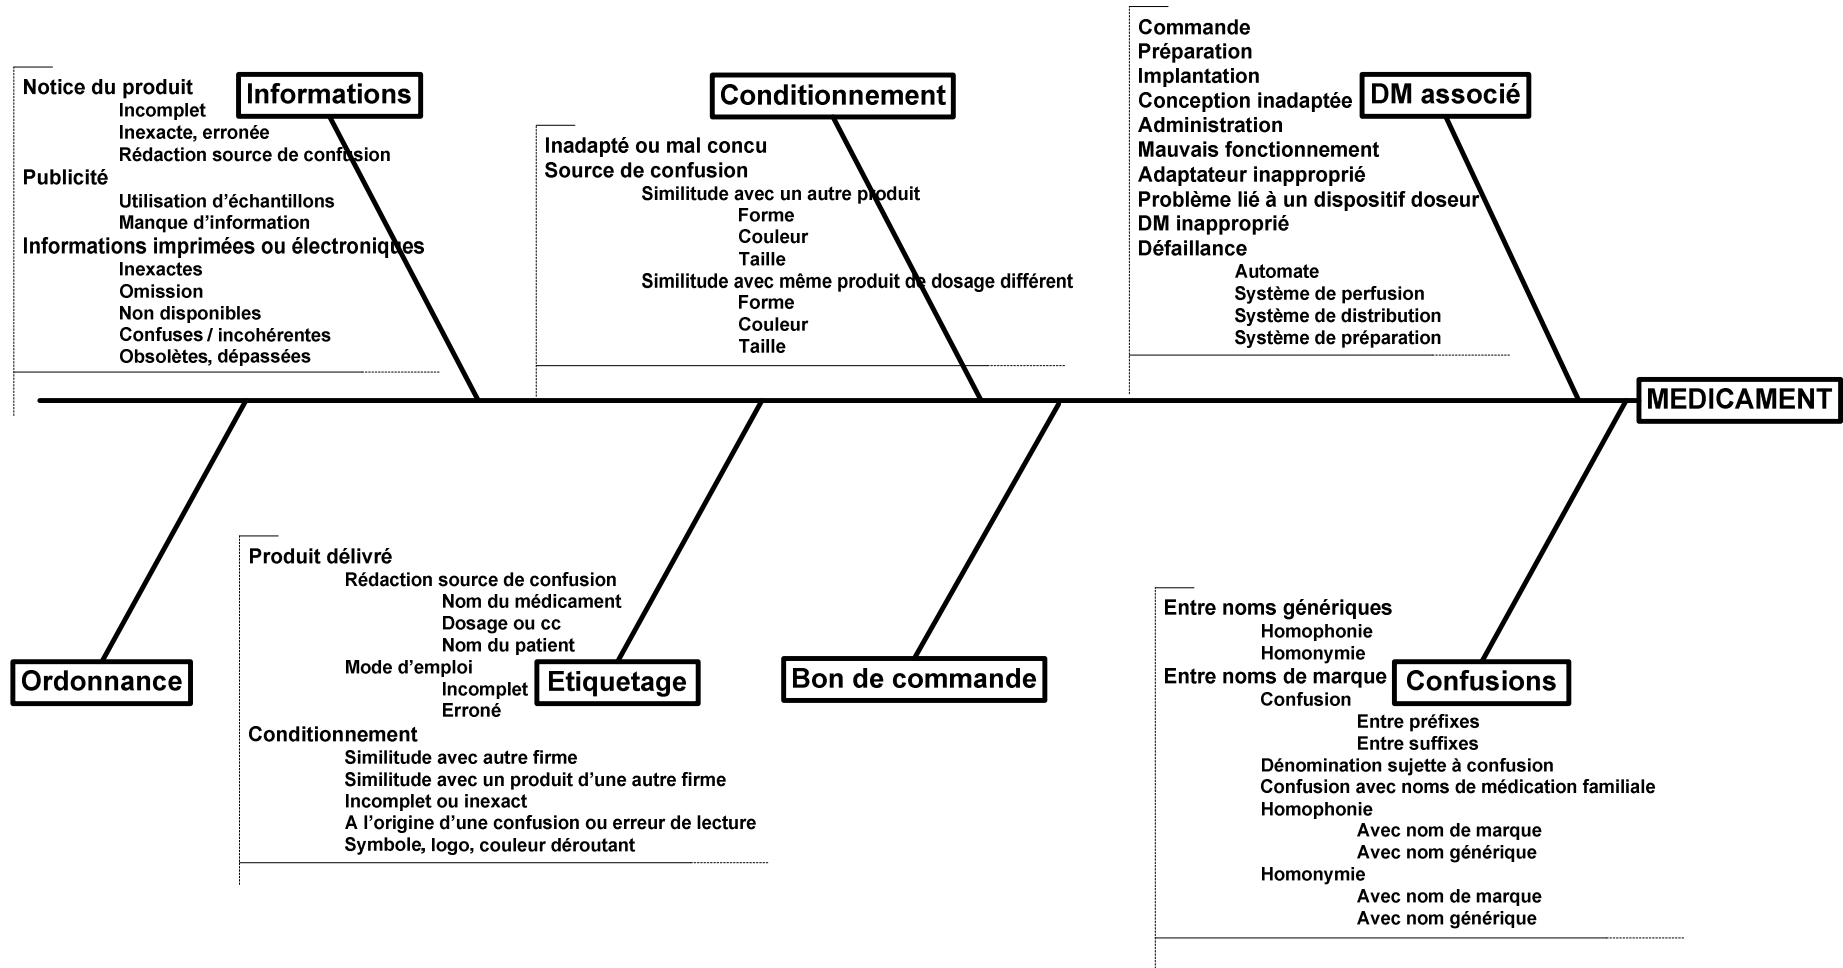 Informations
Notice du produit
Incomplet
Inexacte, erronée
Rédaction source de confusion
Publicité
Utilisation d'échantillons
Manque d'information
Informations imprimées ou électroniques
Inexactes
Omission
Non disponibles
Confuses / incohérentes
Obsolètes, dépassées
Conditionnement
Inadapté ou mal concu
Source de confusion
Similitude avec un autre produit
Forme
Couleur
Taille
Similitude avec même produit de dosage différent
Forme
Couleur
Taille
DM associé
Commande
Préparation
Implantation
Conception inadaptée
Administration
Mauvais fonctionnement
Adaptateur inapproprié
Problème lié à un dispositif doseur
DM inapproprié
Défaillance
Automate
Système de perfusion
Système de distribution
Système de préparation
MEDICAMENT
Ordonnance
Etiquetage
Produit délivré
Rédaction source de confusion
Nom du médicament
Dosage ou cc
Nom du patient
Mode d'emploi
Incomplet
Erroné
Conditionnement
Similitude avec autre firme
Similitude avec un produit d'une autre firme
Incomplet ou inexact
A l'origine d'une confusion ou erreur de lecture
Symbole, logo, couleur déroutant
Bon de commande
Confusions
Entre noms génériques
Homophonie
Homonymie
Entre noms de marque
Confusion
Entre préfixes
Entre suffixes
Dénomination sujette à confusion
Confusion avec noms de médication familiale
Homophonie
Avec nom de marque
Avec nom générique
Homonymie
Avec nom de marque
Avec nom générique